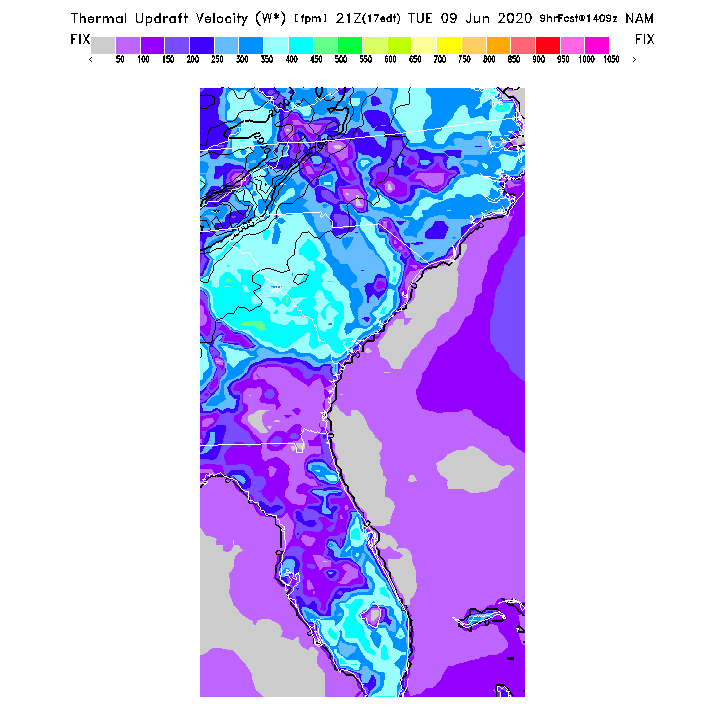 Thermal Updraft Velocity (W*) [fpm] 21Z(17edt) TUE 09 Jun 2020 9hrFcst@1409z NAM
FIX FIX
< 50 100 150 200 250 300 350 400 450 500 550 600 650 700 750 800 850 900 950 1000 1050 >